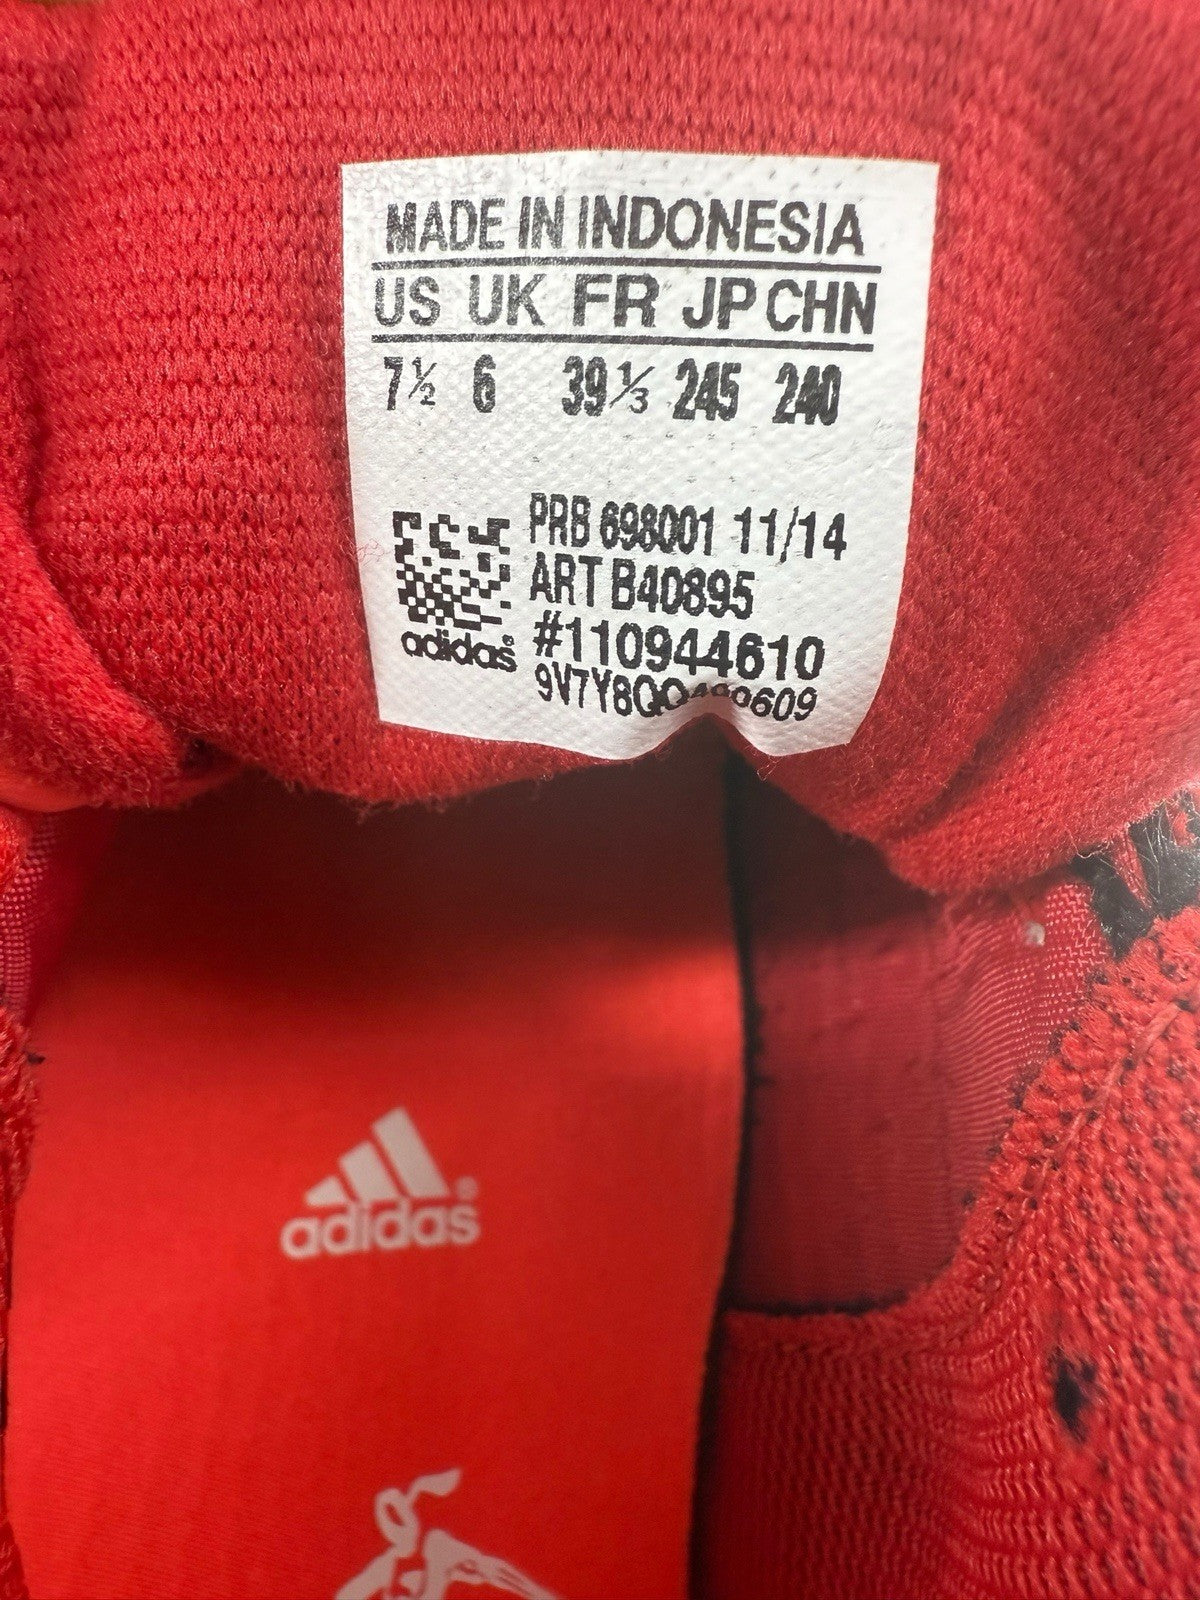 MADE IN INDONESIA
US UK FR JP CHN
7½ 6 39⅓ 245 240
PRB 698001 11/14
ART B40895
#110944610
adidas®
adidas®